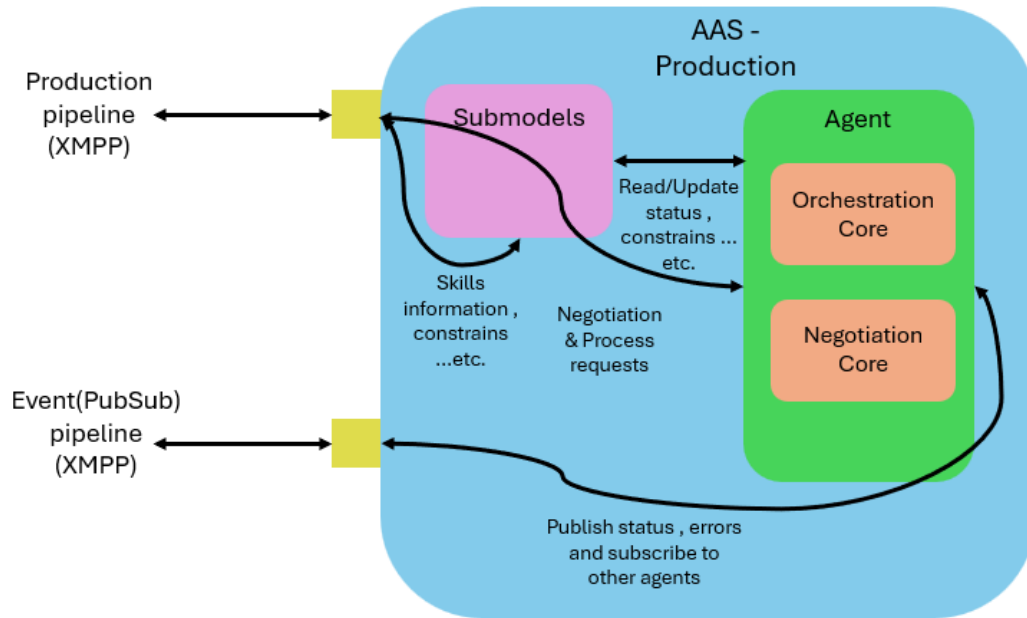 AAS -
Production
Production
pipeline
(XMPP)
Submodels
Agent
Read/Update
status ,
constrains ...
etc.
Orchestration
Core
Skills
information ,
constrains
...etc.
Negotiation
& Process
requests
Negotiation
Core
Event(PubSub)
pipeline
(XMPP)
Publish status , errors
and subscribe to
other agents